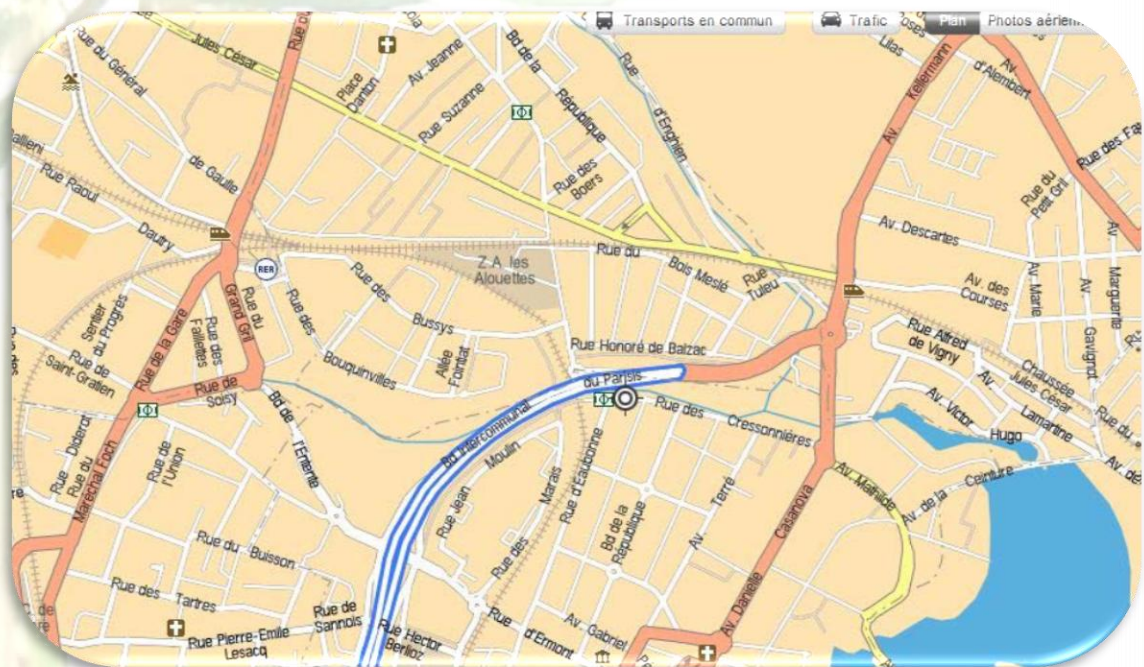 Transports en commun
Trafic
Plan
Photos aérien...
Jules César
Rue du Général
de Gaulle
Place
Danton
Av. Jeanne
Rue Suzanne
Bd de la
République
Rue des
Boers
Rue
d'Enghien
Lilas
Kellermann
Av.
Av.
d'Alembert
Rue du
Petit Gril
Rue Raoul
Dautry
Av. Descartes
Av. des
Courses
Av. Marie
Av.
Gavignot
Av.
Marguerite
RER
Z.A. les
Alouettes
Rue du
Bois Meslé
Rue
Tuleu
Rue des
Bussys
Rue des
Bouquinvilles
Allée
Fointiat
Rue du
Grand Gril
Rue des
Faillettes
Rue de la Gare
Sentier
Rue du Progrès
Saint-Gratien
Rue de
Soisy
Rue Honoré de Balzac
Rue Alfred
de Vigny
Chaussée
Jules César
Av.
Lamartine
Av. Victor
Hugo
Bd Intercommunal
du Parisis
Rue des
Cressonnières
Rue
Diderot
Rue du
Maréchal Foch
Rue de
l'Union
Bd de
l'Entente
Rue Jean
Moulin
Rue des
Marais
Rue d'Eaubonne
Bd de la
République
Av. Terré
Av. Danielle
Casanova
Av. Mathilde
Av. de la
Ceinture
Rue du Buisson
Rue des Tartres
Rue de
Sannois
Rue Pierre-Emile
Lesacq
Rue Hector
Berlioz
Rue d'Ermont
Av. Gabriel